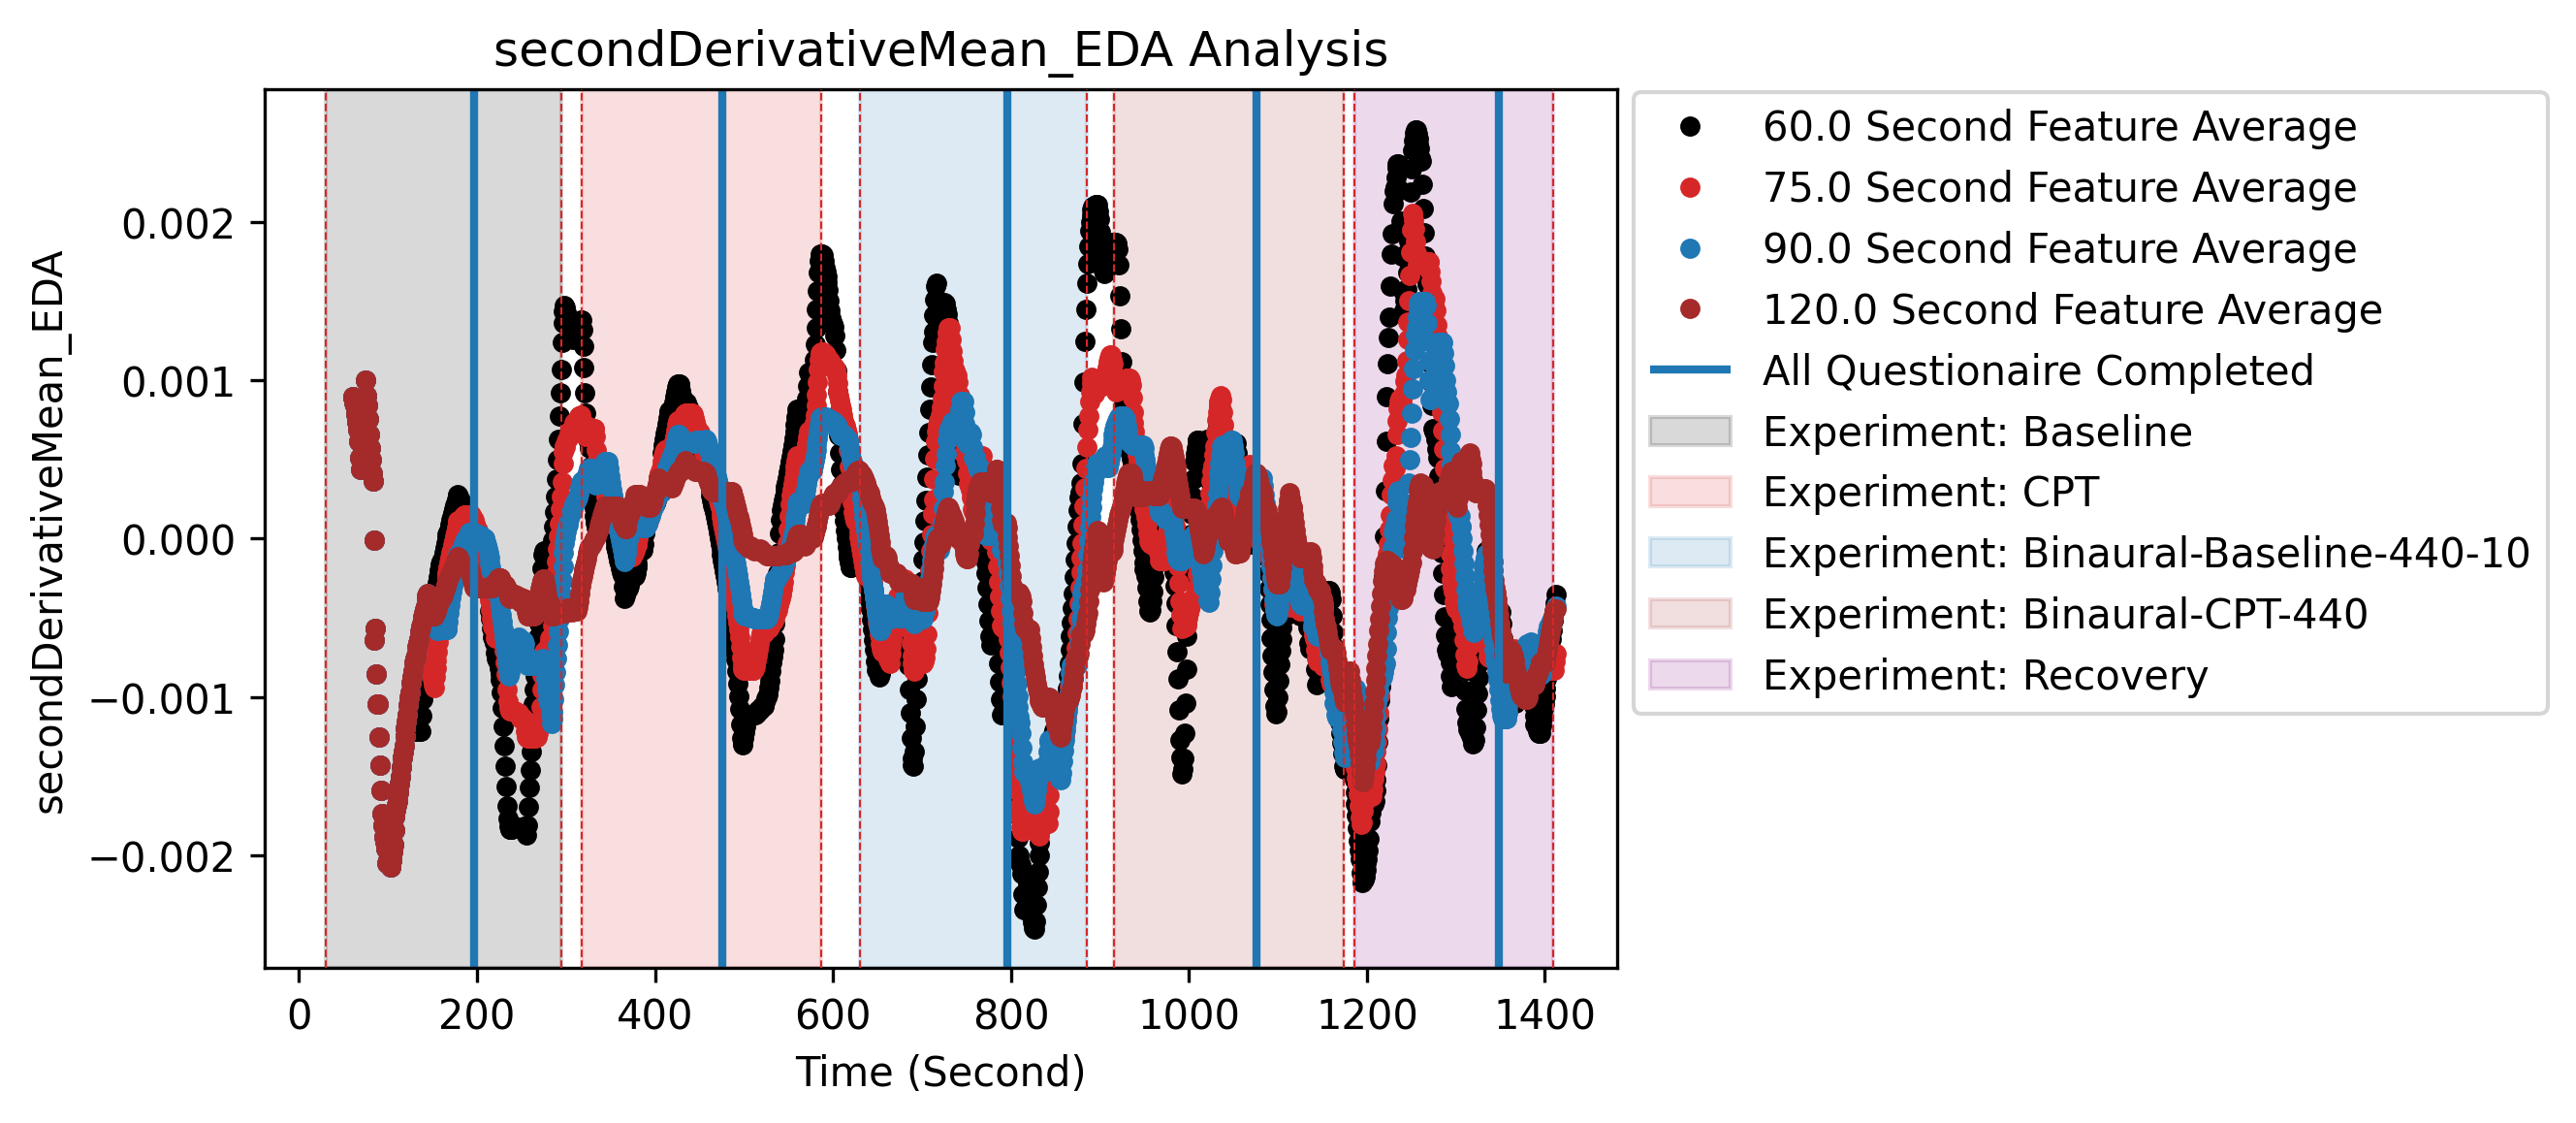 secondDerivativeMean_EDA Analysis
secondDerivativeMean_EDA
0.002
0.001
0.000
−0.001
−0.002
0 200 400 600 800 1000 1200 1400
Time (Second)
60.0 Second Feature Average
75.0 Second Feature Average
90.0 Second Feature Average
120.0 Second Feature Average
All Questionaire Completed
Experiment: Baseline
Experiment: CPT
Experiment: Binaural-Baseline-440-10
Experiment: Binaural-CPT-440
Experiment: Recovery